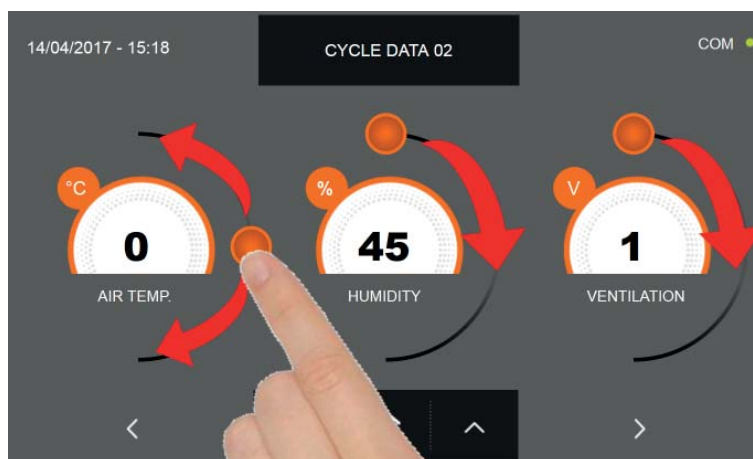 14/04/2017 - 15:18
CYCLE DATA 02
COM
°C
%
V
0
45
1
AIR TEMP.
HUMIDITY
VENTILATION